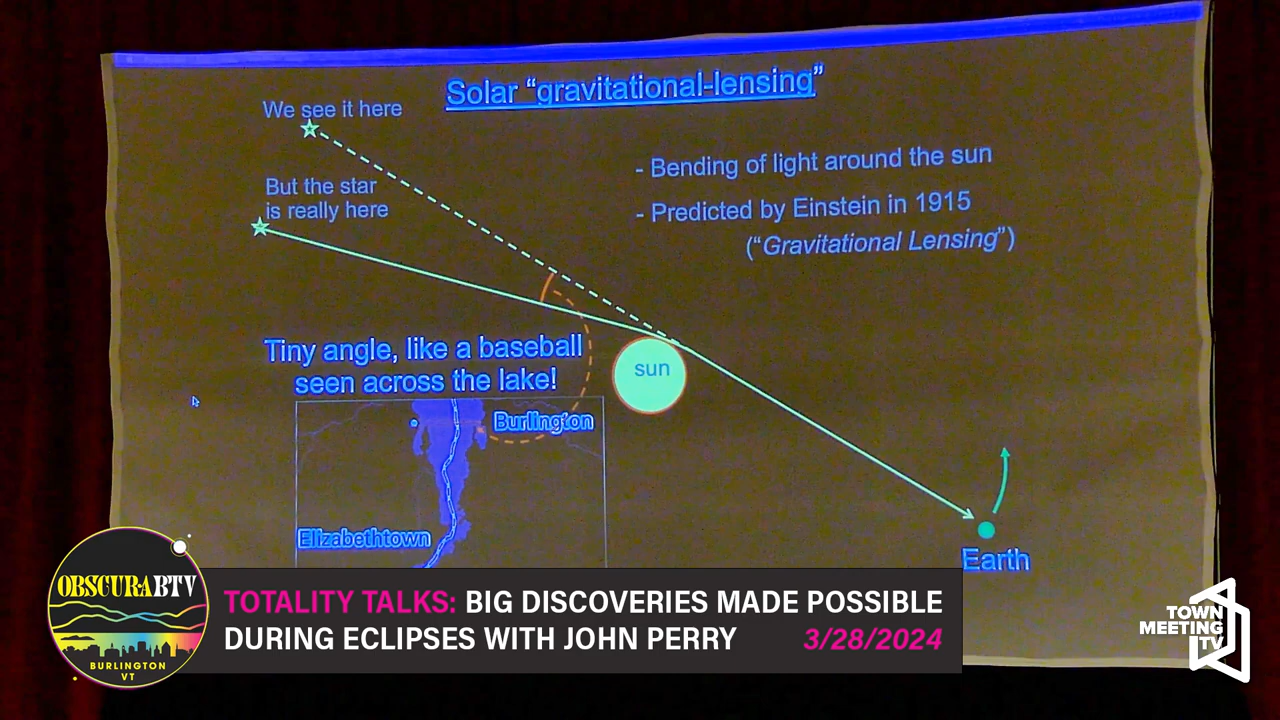 Solar “gravitational-lensing”
We see it here
But the star
is really here
- Bending of light around the sun
- Predicted by Einstein in 1915
(“Gravitational Lensing”)
Tiny angle, like a baseball
seen across the lake!
sun
Burlington
Elizabethtown
Earth
OBSCURABTV
BURLINGTON
VT
TOTALITY TALKS: BIG DISCOVERIES MADE POSSIBLE
DURING ECLIPSES WITH JOHN PERRY 3/28/2024
TOWN
MEETING
TV